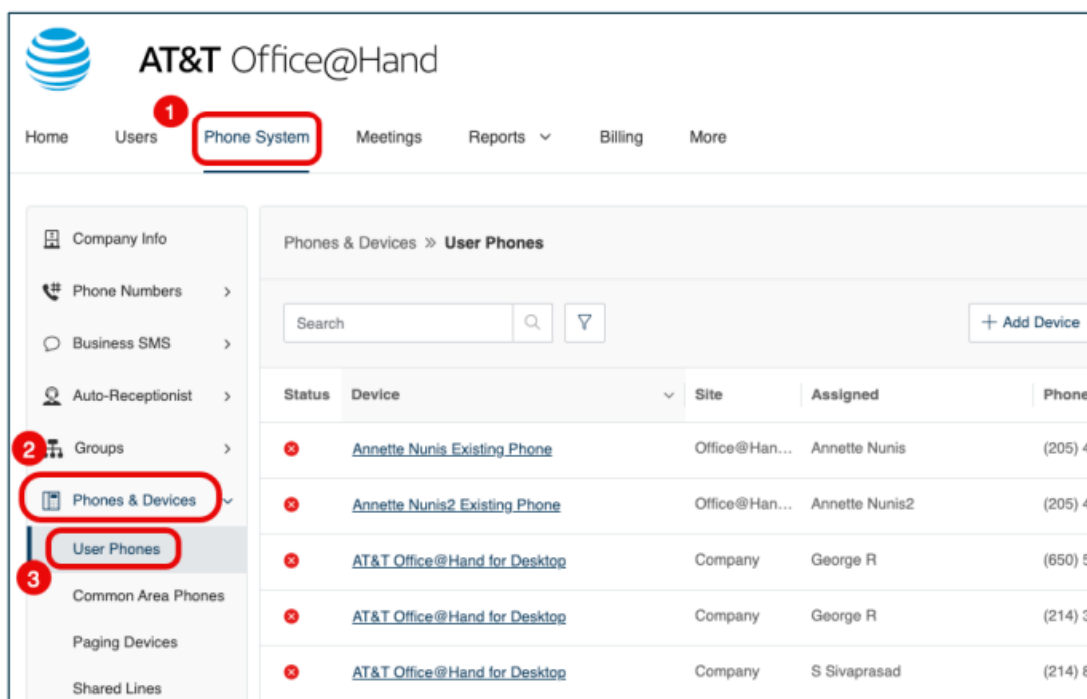 AT&T Office@Hand
1
Home Users Phone System Meetings Reports Billing More
Company Info
Phone Numbers
Business SMS
Auto-Receptionist
2 Groups
Phones & Devices
User Phones
3
Common Area Phones
Paging Devices
Shared Lines
Phones & Devices » User Phones
Search + Add Device
Status Device Site Assigned Phone
Annette Nunis Existing Phone Office@Han... Annette Nunis (205) 4
Annette Nunis2 Existing Phone Office@Han... Annette Nunis2 (205) 4
AT&T Office@Hand for Desktop Company George R (650) 5
AT&T Office@Hand for Desktop Company George R (214) 3
AT&T Office@Hand for Desktop Company S Sivaprasad (214) 8